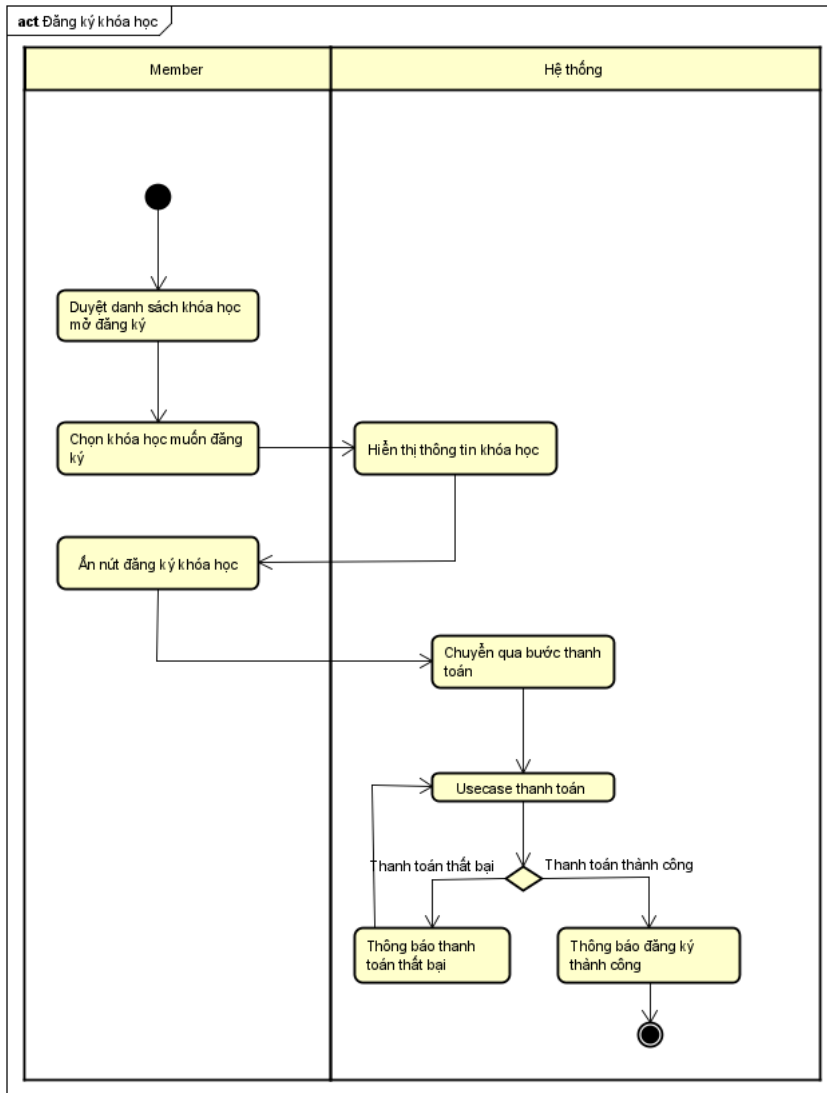 act Đăng ký khóa học
Member
Hệ thống
Duyệt danh sách khóa học
mở đăng ký
Chọn khóa học muốn đăng
ký
Hiển thị thông tin khóa học
Ấn nút đăng ký khóa học
Chuyển qua bước thanh
toán
Usecase thanh toán
Thanh toán thất bại
Thanh toán thành công
Thông báo thanh
toán thất bại
Thông báo đăng ký
thành công